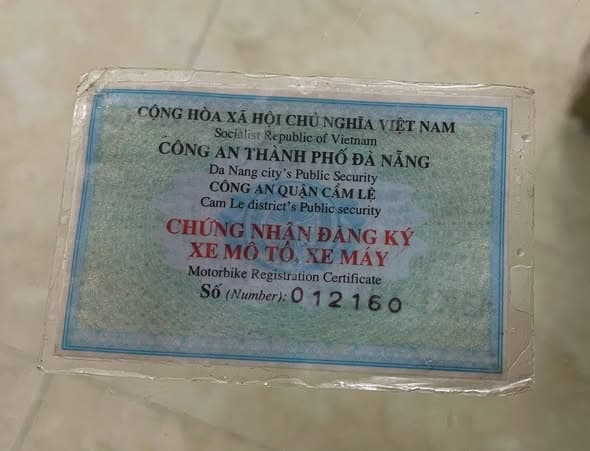 CỘNG HÒA XÃ HỘI CHỦ NGHĨA VIỆT NAM
Socialist Republic of Vietnam
CÔNG AN THÀNH PHỐ ĐÀ NẴNG
Da Nang city's Public Security
CÔNG AN QUẬN CẨM LỆ
Cam Le district's Public security
CHỨNG NHẬN ĐĂNG KÝ
XE MÔ TÔ, XE MÁY
Motorbike Registration Certificate
Số (Number): 012160